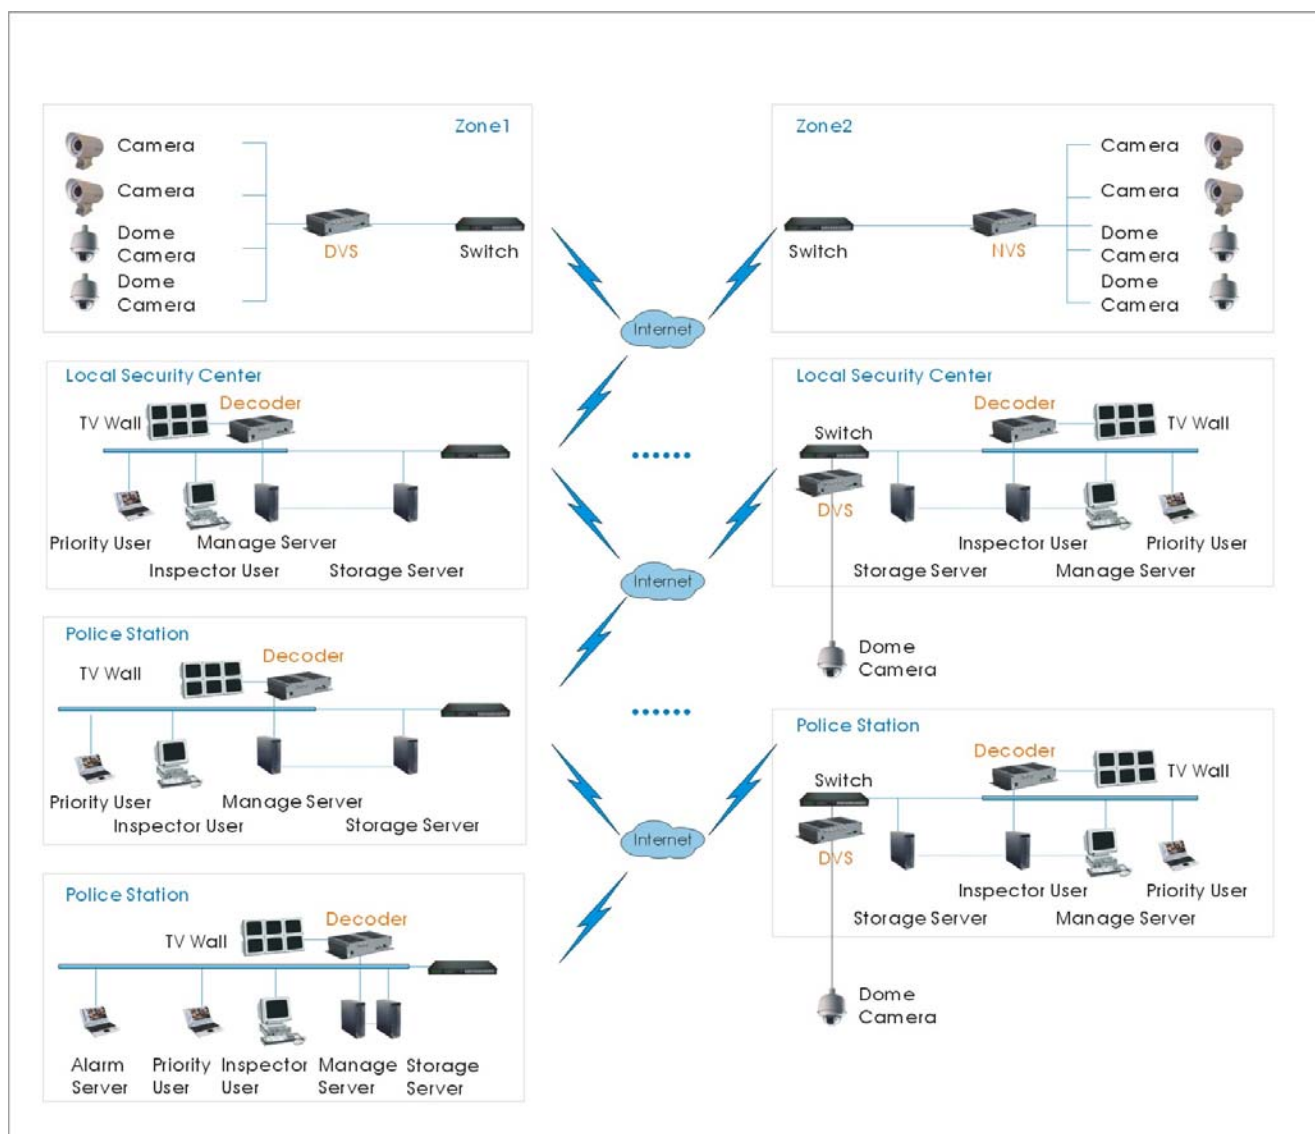 Zone1
Camera
Camera
Dome
Camera
Dome
Camera
DVS
Switch
Zone2
Switch
NVS
Camera
Camera
Dome
Camera
Dome
Camera
Internet
Local Security Center
TV Wall
Decoder
Priority User
Manage Server
Inspector User
Storage Server
Local Security Center
Decoder
TV Wall
Switch
DVS
Inspector User
Priority User
Storage Server
Manage Server
Dome
Camera
Internet
Police Station
Decoder
TV Wall
Priority User
Manage Server
Inspector User
Storage Server
Police Station
Decoder
TV Wall
Switch
DVS
Inspector User
Priority User
Storage Server
Manage Server
Dome
Camera
Internet
Police Station
Decoder
TV Wall
Alarm
Server
Priority
User
Inspector
User
Manage
Server
Storage
Server